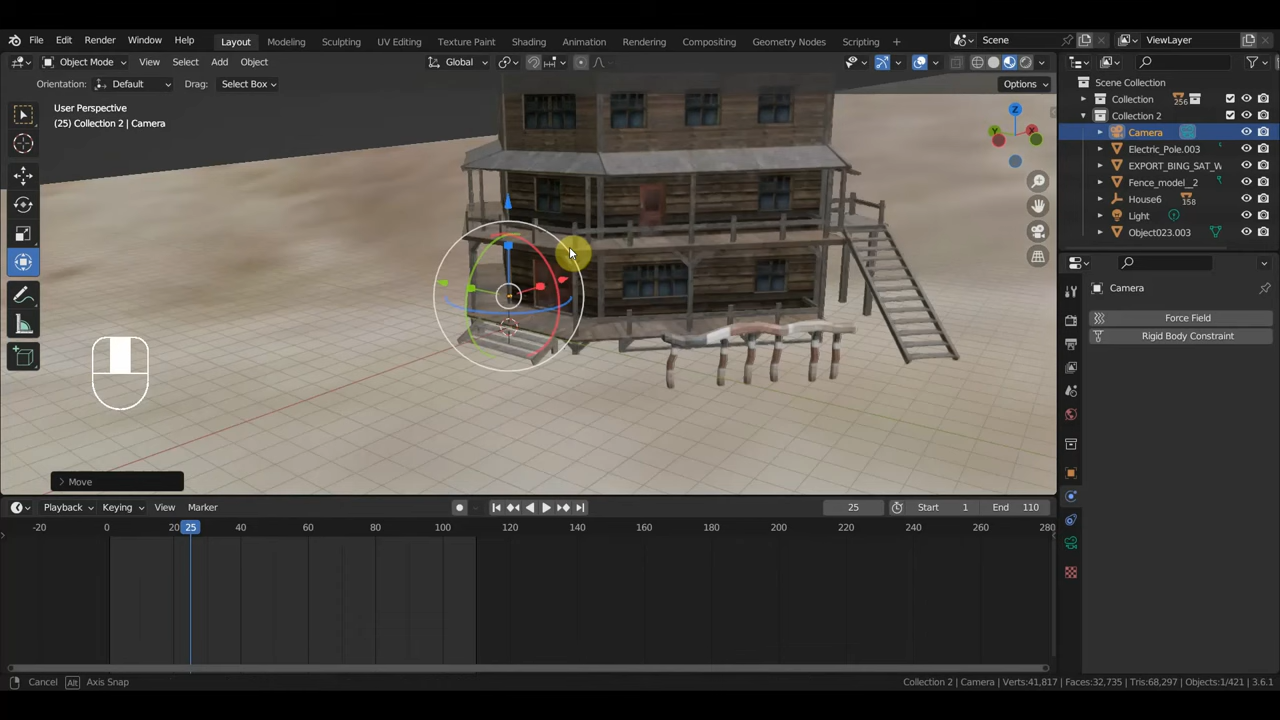 File Edit Render Window Help Layout Modeling Sculpting UV Editing Texture Paint Shading Animation Rendering Compositing Geometry Nodes Scripting + Scene ViewLayer
Object Mode View Select Add Object Global
Orientation: Default Drag: Select Box Options
User Perspective
(25) Collection 2 | Camera
Z
Y X
Scene Collection
Collection 256
Collection 2
Camera
Electric_Pole.003
EXPORT_BING_SAT_W
Fence_model__2
House6 158
Light
Object023.003
Camera
Force Field
Rigid Body Constraint
> Move
Playback Keying View Marker 25 Start 1 End 110
-20 0 20 25 40 60 80 100 120 140 160 180 200 220 240 260 280
Cancel Alt Axis Snap Collection 2 | Camera | Verts:41,817 | Faces:32,735 | Tris:68,297 | Objects:1/421 | 3.6.1